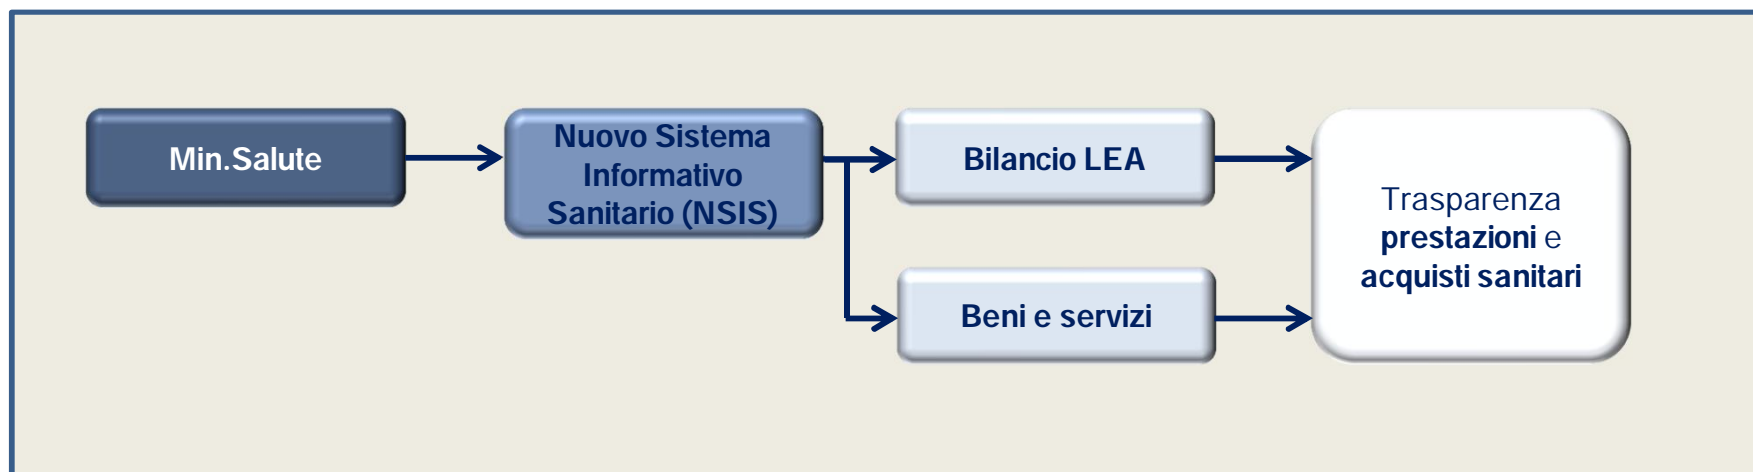 Min.Salute
Nuovo Sistema
Informativo
Sanitario (NSIS)
Bilancio LEA
Beni e servizi
Trasparenza
prestazioni e
acquisti sanitari